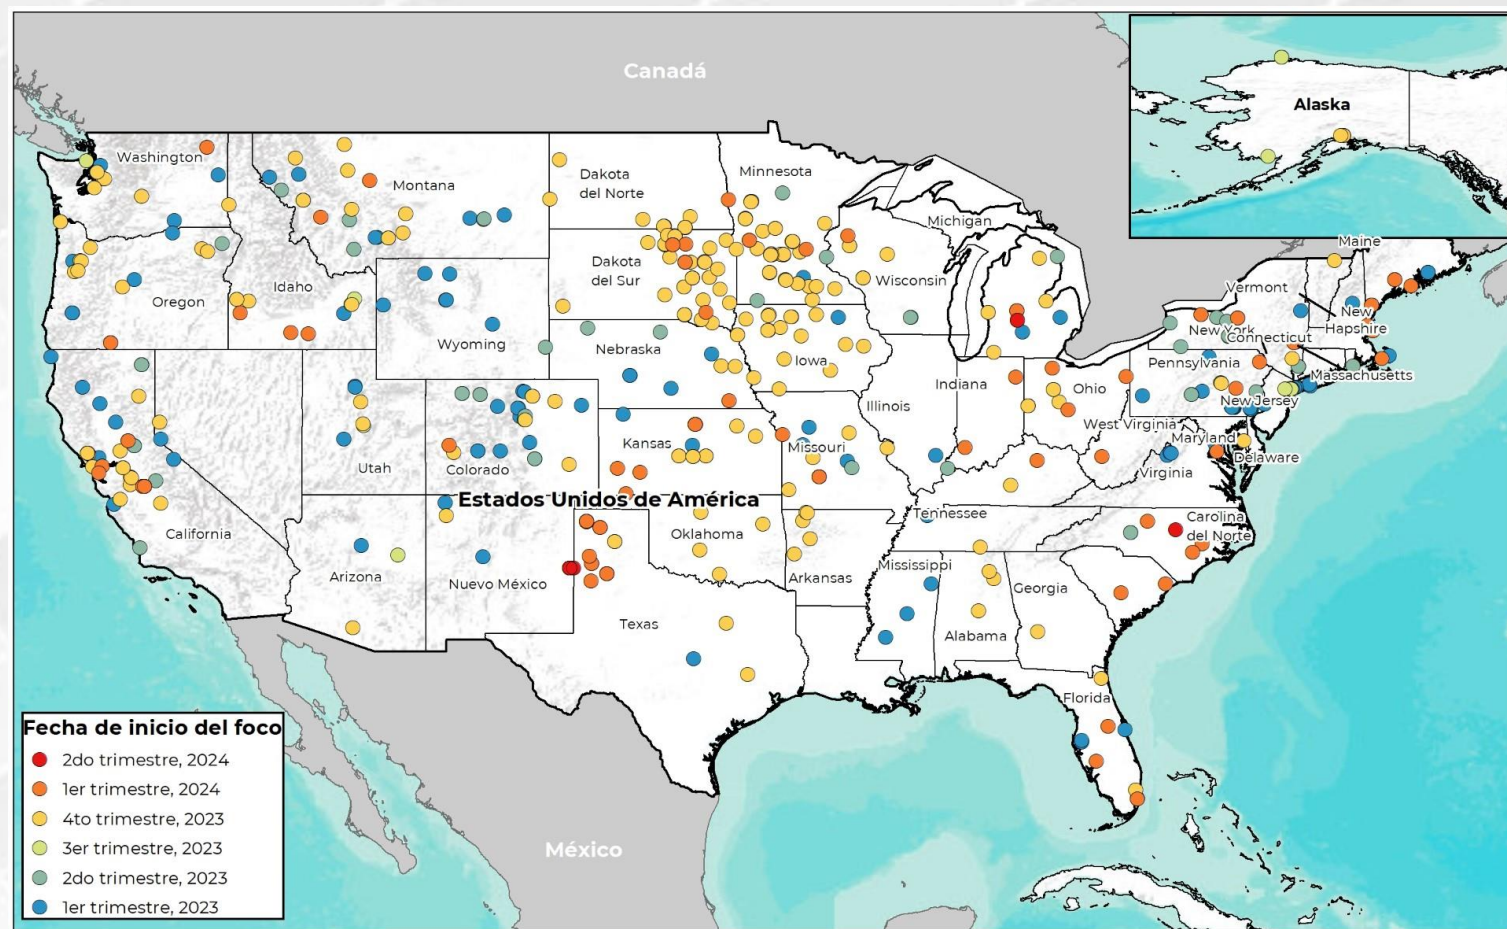 Canadá
Alaska
Washington
Montana
Dakota
del Norte
Minnesota
Michigan
Maine
Dakota
del Sur
Wisconsin
Vermont
Oregon
Idaho
Wyoming
Nebraska
Iowa
New York
New
Hapshire
Connecticut
Pennsylvania
Massachusetts
Indiana
Ohio
Illinois
New Jersey
West Virginia
Maryland
Delaware
Virginia
Utah
Colorado
Kansas
Missouri
Estados Unidos de América
California
Arizona
Nuevo México
Oklahoma
Arkansas
Tennessee
Carolina
del Norte
Mississippi
Georgia
Alabama
Texas
Florida
México
Fecha de inicio del foco
2do trimestre, 2024
1er trimestre, 2024
4to trimestre, 2023
3er trimestre, 2023
2do trimestre, 2023
1er trimestre, 2023